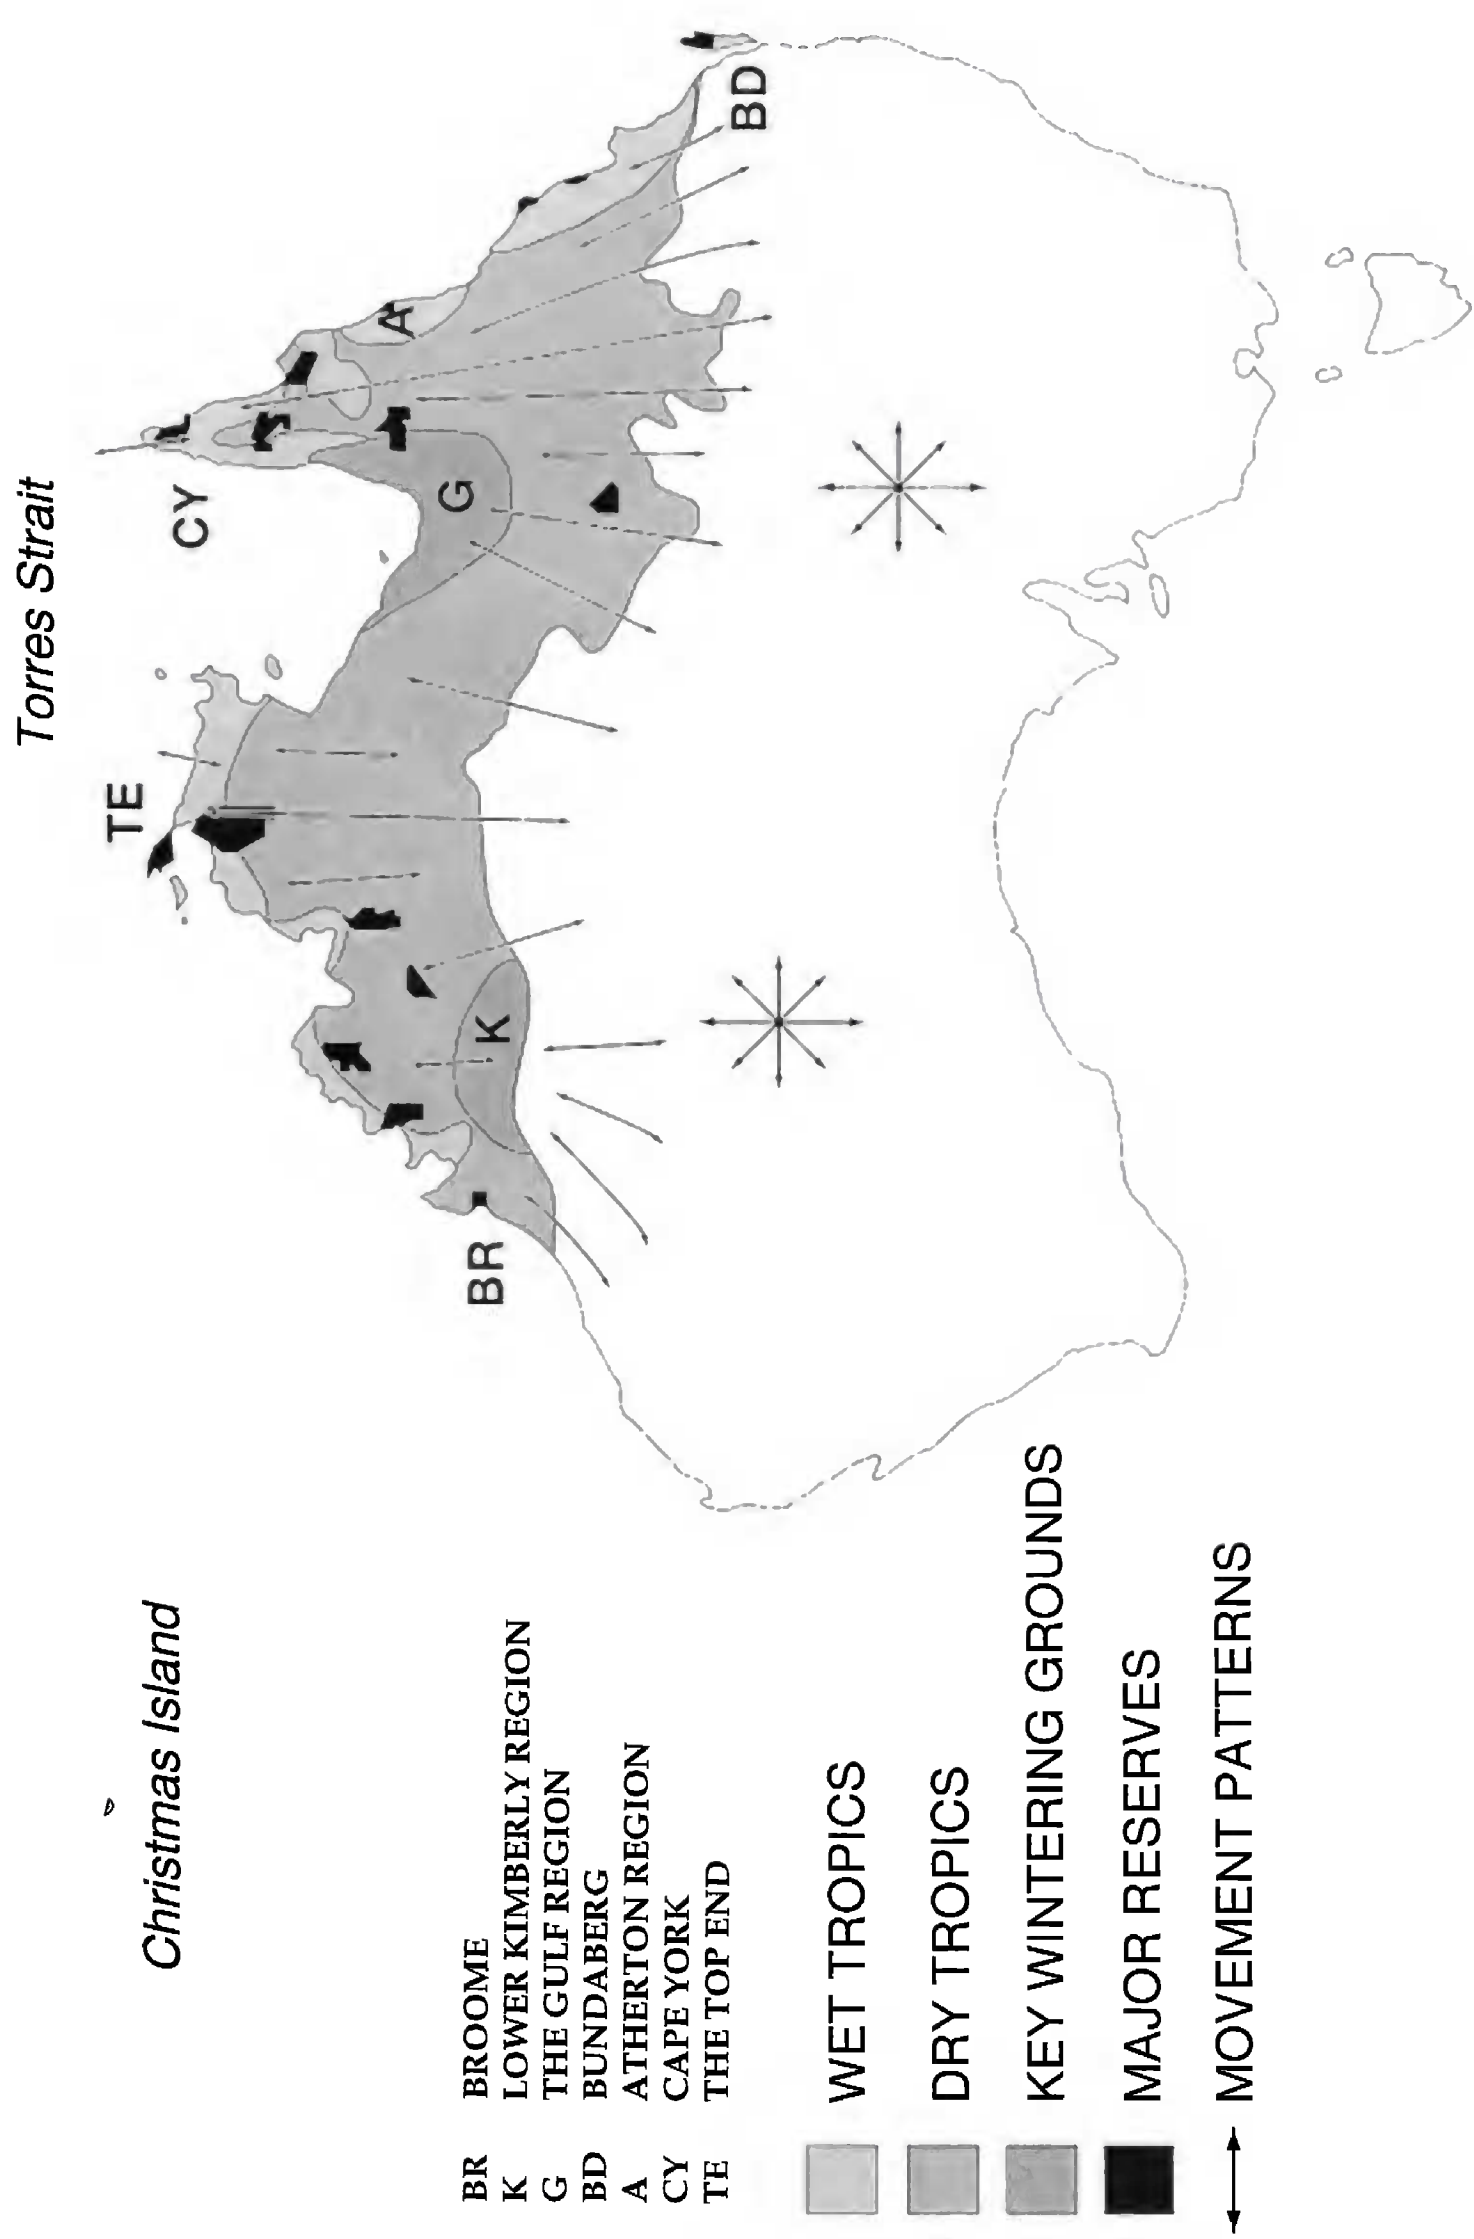 Torres Strait
Christmas Island
TE
CY
A
G
K
BR
BD
BR BROOME
K LOWER KIMBERLY REGION
G THE GULF REGION
BD BUNDABERG
A ATHERTON REGION
CY CAPE YORK
TE THE TOP END
WET TROPICS
DRY TROPICS
KEY WINTERING GROUNDS
MAJOR RESERVES
MOVEMENT PATTERNS